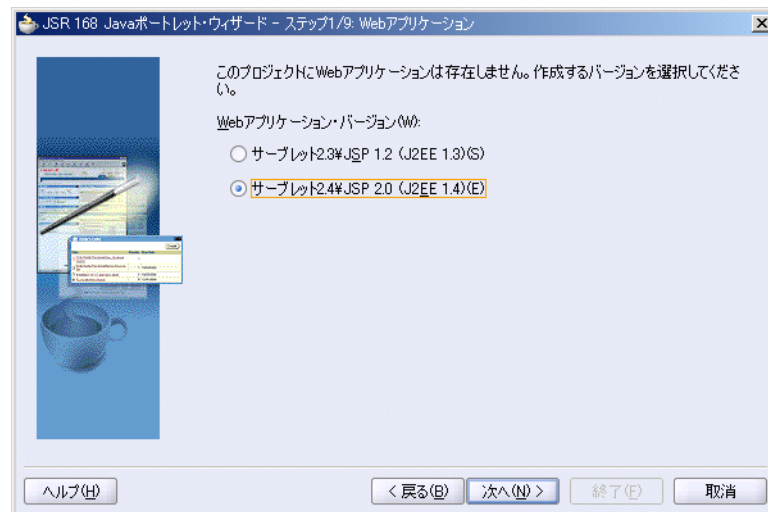 JSR 168 Javaポートレット・ウィザード - ステップ1/9: Webアプリケーション
このプロジェクトにWebアプリケーションは存在しません。作成するバージョンを選択してくださ
い。
Webアプリケーション・バージョン(W):
サーブレット2.3¥JSP 1.2 (J2EE 1.3)(S)
サーブレット2.4¥JSP 2.0 (J2EE 1.4)(E)
ヘルプ(H)
< 戻る(B)
次へ(N) >
終了(F)
取消